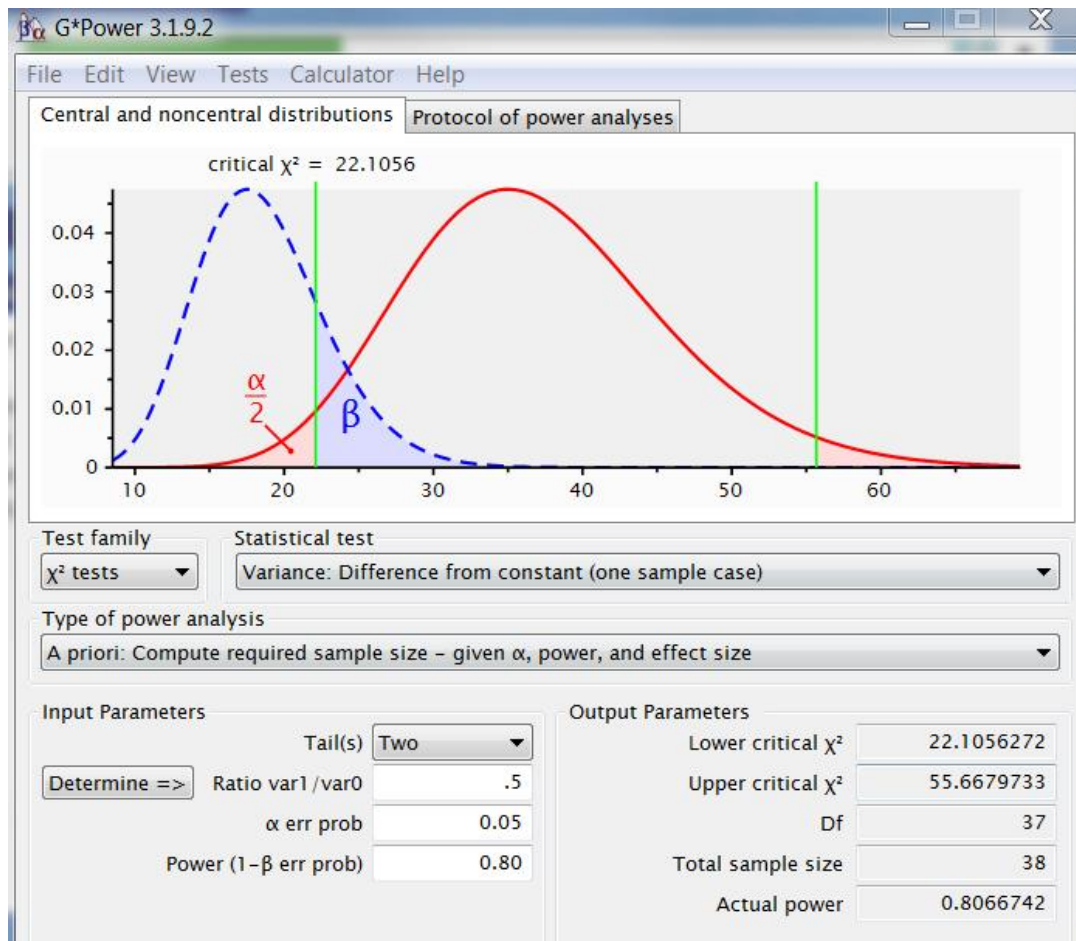 G*Power 3.1.9.2
File Edit View Tests Calculator Help
Central and noncentral distributions Protocol of power analyses
critical χ² = 22.1056
0.04
0.03
0.02
0.01
0
α
2
β
10 20 30 40 50 60
Test family Statistical test
χ² tests Variance: Difference from constant (one sample case)
Type of power analysis
A priori: Compute required sample size – given α, power, and effect size
Input Parameters Output Parameters
Tail(s) Two Lower critical χ² 22.1056272
Determine => Ratio var1/var0 .5 Upper critical χ² 55.6679733
α err prob 0.05 Df 37
Power (1-β err prob) 0.80 Total sample size 38
Actual power 0.8066742